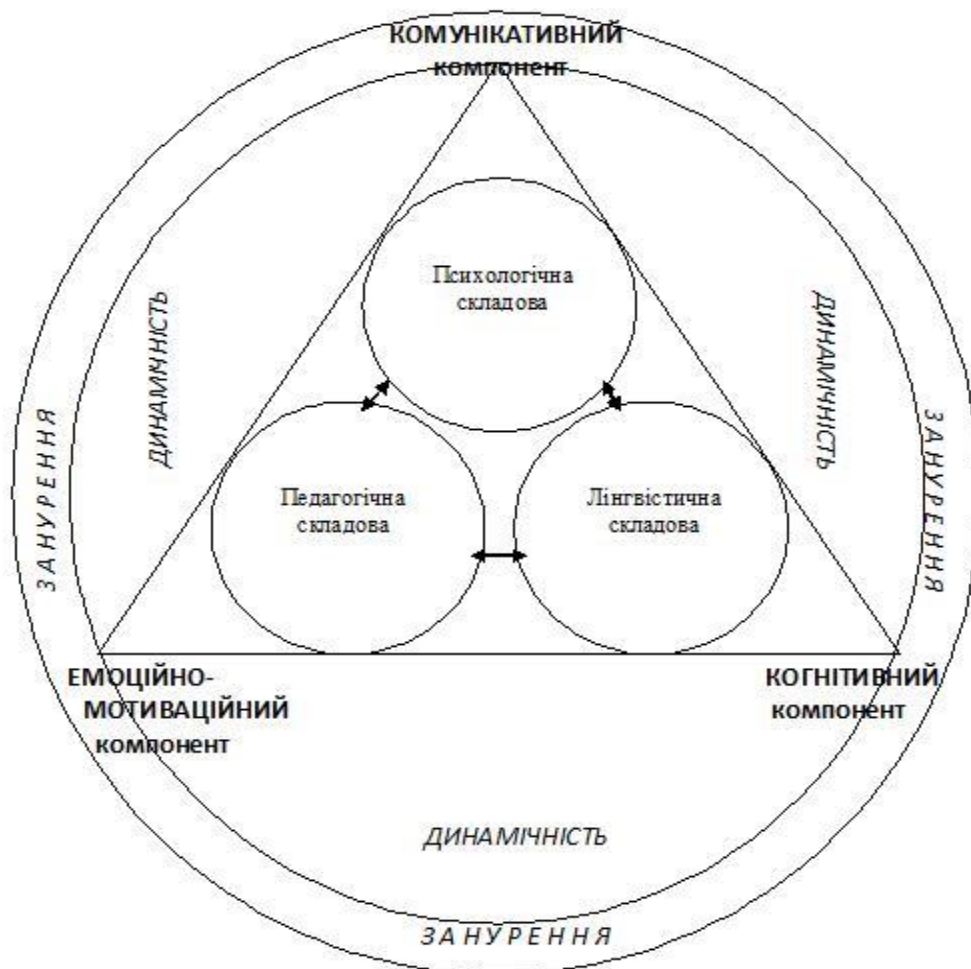 КОМУНІКАТИВНИЙ
компонент
Психологічна
складова
ДИНАМІЧНІСТЬ
ДИНАМІЧНІСТЬ
ЗАНУРЕННЯ
ЗАНУРЕННЯ
Педагогічна
складова
Лінгвістична
складова
ЕМОЦІЙНО-
МОТИВАЦІЙНИЙ
компонент
КОГНІТИВНИЙ
компонент
ДИНАМІЧНІСТЬ
ЗАНУРЕННЯ